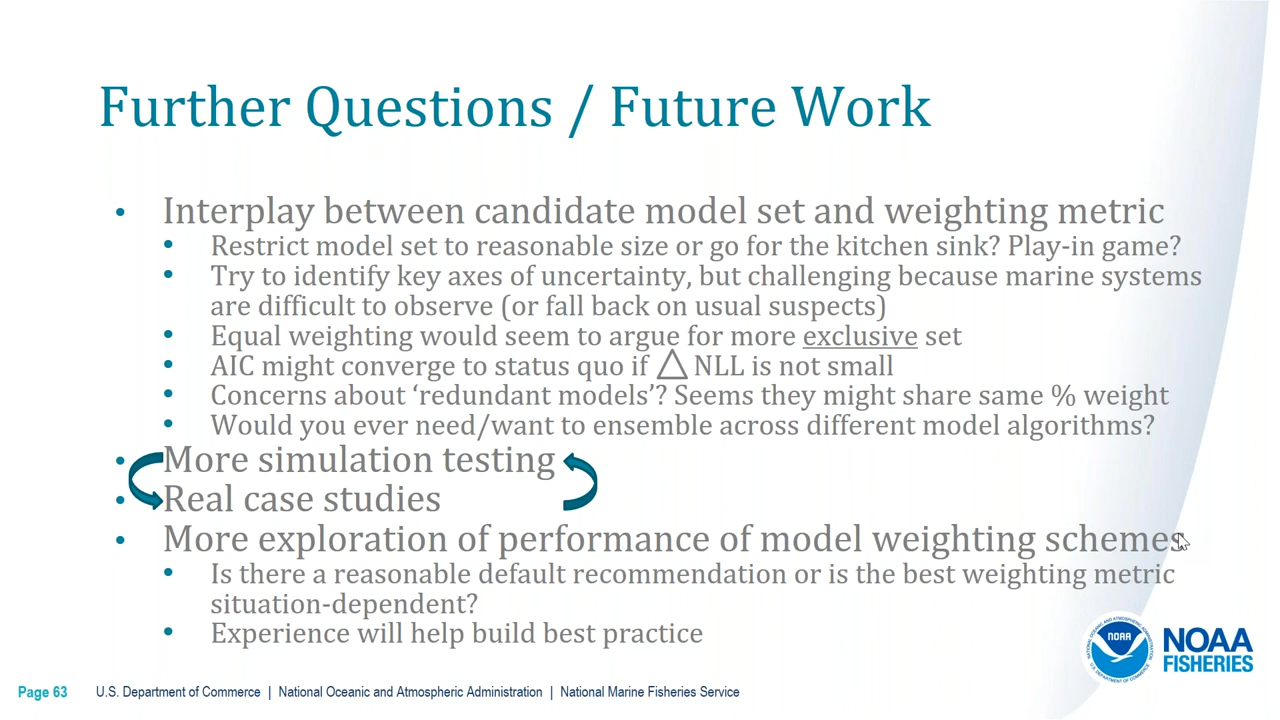 Further Questions / Future Work
• Interplay between candidate model set and weighting metric
• Restrict model set to reasonable size or go for the kitchen sink? Play-in game?
• Try to identify key axes of uncertainty, but challenging because marine systems
are difficult to observe (or fall back on usual suspects)
• Equal weighting would seem to argue for more exclusive set
• AIC might converge to status quo if △ NLL is not small
• Concerns about ‘redundant models’? Seems they might share same % weight
• Would you ever need/want to ensemble across different model algorithms?
• More simulation testing
• Real case studies
• More exploration of performance of model weighting schemes
• Is there a reasonable default recommendation or is the best weighting metric
situation-dependent?
• Experience will help build best practice
NOAA
NOAA
FISHERIES
Page 63 U.S. Department of Commerce | National Oceanic and Atmospheric Administration | National Marine Fisheries Service